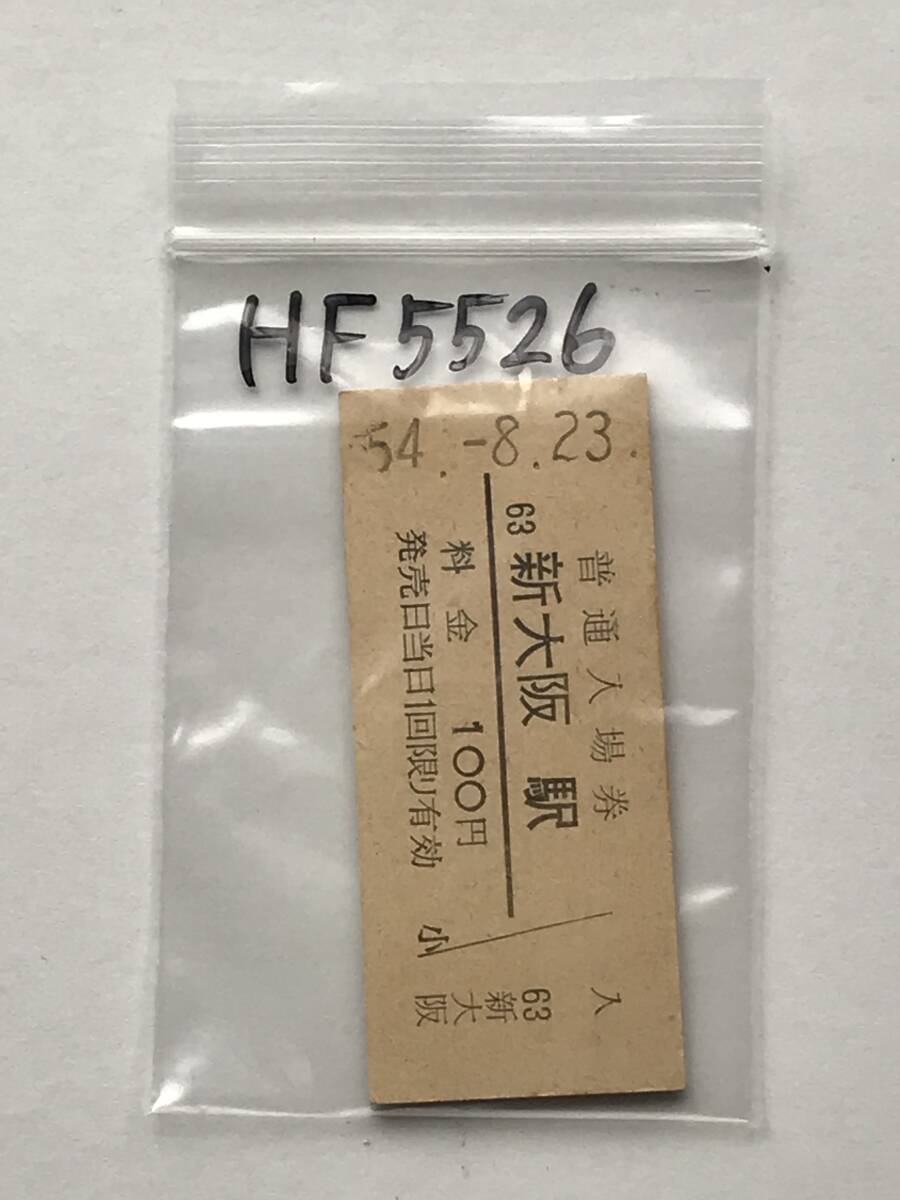 HF5526
54.-8.23.
普通入場券
63 新大阪駅
料金 100円
発売日当日1回限り有効
小
入
63
新大阪